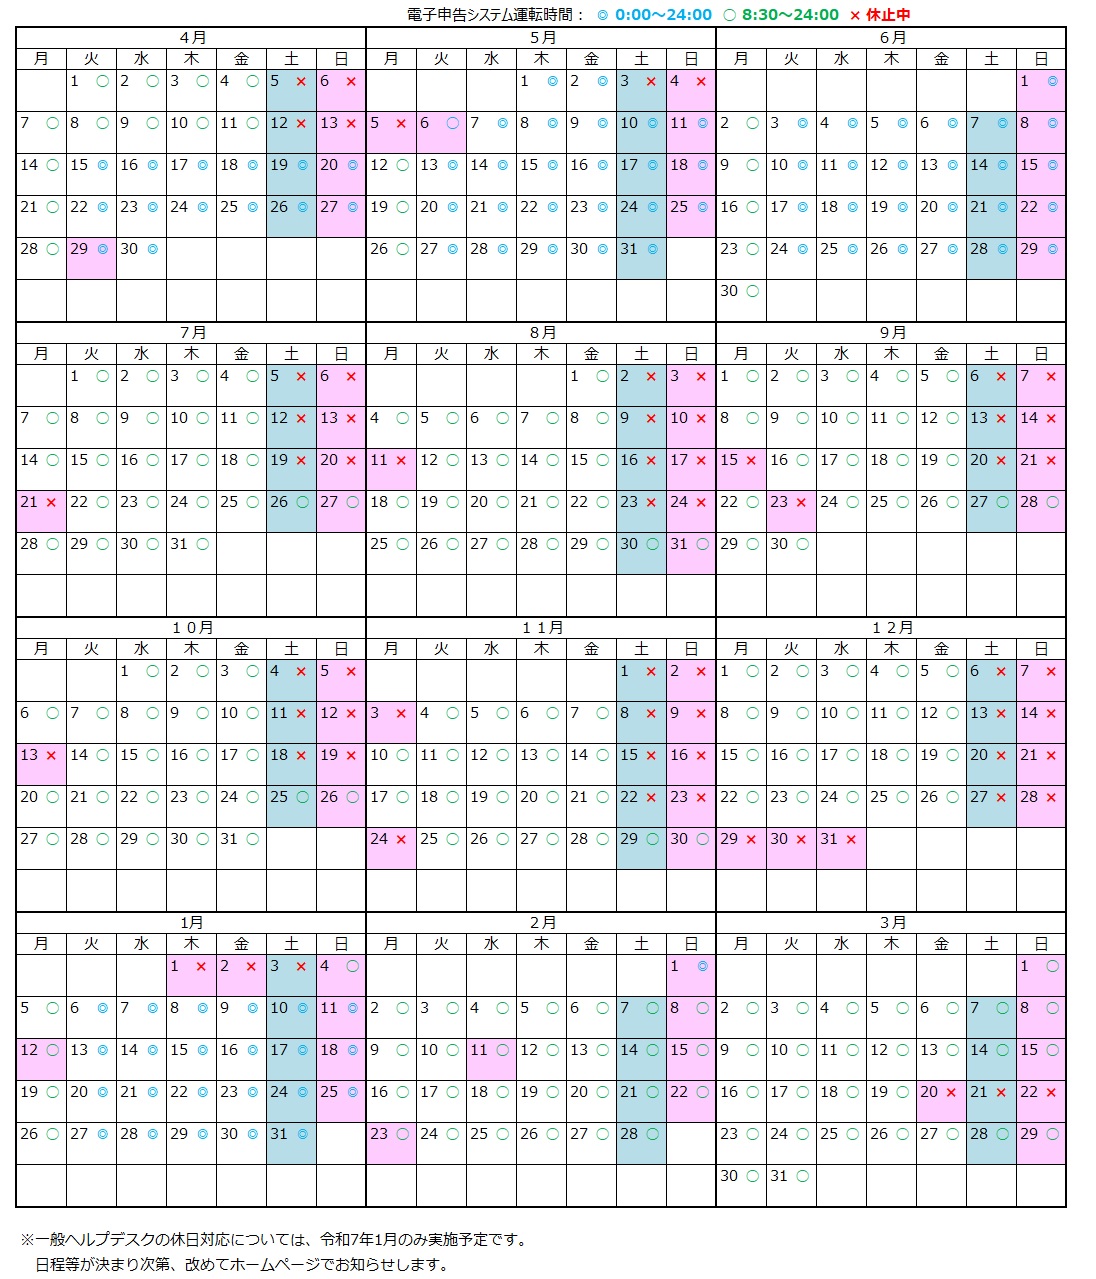 電子申告システム運転時間： ◎ 0:00～24:00 ○ 8:30～24:00 × 休止中
４月
月 火 水 木 金 土 日
1 ○ 2 ○ 3 ○ 4 ○ 5 × 6 ×
7 ○ 8 ○ 9 ○ 10 ○ 11 ○ 12 × 13 ×
14 ○ 15 ◎ 16 ◎ 17 ◎ 18 ◎ 19 ◎ 20 ◎
21 ○ 22 ◎ 23 ◎ 24 ◎ 25 ◎ 26 ◎ 27 ◎
28 ○ 29 ◎ 30 ◎
５月
月 火 水 木 金 土 日
1 ◎ 2 ◎ 3 × 4 ×
5 × 6 ○ 7 ◎ 8 ◎ 9 ◎ 10 ◎ 11 ◎
12 ○ 13 ◎ 14 ◎ 15 ◎ 16 ◎ 17 ◎ 18 ◎
19 ○ 20 ◎ 21 ◎ 22 ◎ 23 ◎ 24 ◎ 25 ◎
26 ○ 27 ◎ 28 ◎ 29 ◎ 30 ◎ 31 ◎
６月
月 火 水 木 金 土 日
1 ◎
2 ○ 3 ◎ 4 ◎ 5 ◎ 6 ◎ 7 ◎ 8 ◎
9 ○ 10 ◎ 11 ◎ 12 ◎ 13 ◎ 14 ◎ 15 ◎
16 ○ 17 ◎ 18 ◎ 19 ◎ 20 ◎ 21 ◎ 22 ◎
23 ○ 24 ◎ 25 ◎ 26 ◎ 27 ◎ 28 ◎ 29 ◎
30 ○
７月
月 火 水 木 金 土 日
1 ○ 2 ○ 3 ○ 4 ○ 5 × 6 ×
7 ○ 8 ○ 9 ○ 10 ○ 11 ○ 12 × 13 ×
14 ○ 15 ○ 16 ○ 17 ○ 18 ○ 19 × 20 ×
21 × 22 ○ 23 ○ 24 ○ 25 ○ 26 ○ 27 ○
28 ○ 29 ○ 30 ○ 31 ○
８月
月 火 水 木 金 土 日
1 ○ 2 × 3 ×
4 ○ 5 ○ 6 ○ 7 ○ 8 ○ 9 × 10 ×
11 × 12 ○ 13 ○ 14 ○ 15 ○ 16 × 17 ×
18 ○ 19 ○ 20 ○ 21 ○ 22 ○ 23 × 24 ×
25 ○ 26 ○ 27 ○ 28 ○ 29 ○ 30 ○ 31 ○
９月
月 火 水 木 金 土 日
1 ○ 2 ○ 3 ○ 4 ○ 5 ○ 6 × 7 ×
8 ○ 9 ○ 10 ○ 11 ○ 12 ○ 13 × 14 ×
15 × 16 ○ 17 ○ 18 ○ 19 ○ 20 × 21 ×
22 ○ 23 × 24 ○ 25 ○ 26 ○ 27 ○ 28 ○
29 ○ 30 ○
１０月
月 火 水 木 金 土 日
1 ○ 2 ○ 3 ○ 4 × 5 ×
6 ○ 7 ○ 8 ○ 9 ○ 10 ○ 11 × 12 ×
13 × 14 ○ 15 ○ 16 ○ 17 ○ 18 × 19 ×
20 ○ 21 ○ 22 ○ 23 ○ 24 ○ 25 ○ 26 ○
27 ○ 28 ○ 29 ○ 30 ○ 31 ○
１１月
月 火 水 木 金 土 日
1 × 2 ×
3 × 4 ○ 5 ○ 6 ○ 7 ○ 8 × 9 ×
10 ○ 11 ○ 12 ○ 13 ○ 14 ○ 15 × 16 ×
17 ○ 18 ○ 19 ○ 20 ○ 21 ○ 22 × 23 ×
24 × 25 ○ 26 ○ 27 ○ 28 ○ 29 ○ 30 ○
１２月
月 火 水 木 金 土 日
1 ○ 2 ○ 3 ○ 4 ○ 5 ○ 6 × 7 ×
8 ○ 9 ○ 10 ○ 11 ○ 12 ○ 13 × 14 ×
15 ○ 16 ○ 17 ○ 18 ○ 19 ○ 20 × 21 ×
22 ○ 23 ○ 24 ○ 25 ○ 26 ○ 27 × 28 ×
29 × 30 × 31 ×
1月
月 火 水 木 金 土 日
1 × 2 × 3 × 4 ○
5 ○ 6 ◎ 7 ◎ 8 ◎ 9 ◎ 10 ◎ 11 ◎
12 ○ 13 ◎ 14 ◎ 15 ◎ 16 ◎ 17 ◎ 18 ◎
19 ○ 20 ◎ 21 ◎ 22 ◎ 23 ◎ 24 ◎ 25 ◎
26 ○ 27 ◎ 28 ◎ 29 ◎ 30 ◎ 31 ◎
２月
月 火 水 木 金 土 日
1 ◎
2 ○ 3 ○ 4 ○ 5 ○ 6 ○ 7 ○ 8 ○
9 ○ 10 ○ 11 ○ 12 ○ 13 ○ 14 ○ 15 ○
16 ○ 17 ○ 18 ○ 19 ○ 20 ○ 21 ○ 22 ○
23 ○ 24 ○ 25 ○ 26 ○ 27 ○ 28 ○
３月
月 火 水 木 金 土 日
1 ○
2 ○ 3 ○ 4 ○ 5 ○ 6 ○ 7 ○ 8 ○
9 ○ 10 ○ 11 ○ 12 ○ 13 ○ 14 ○ 15 ○
16 ○ 17 ○ 18 ○ 19 ○ 20 × 21 × 22 ×
23 ○ 24 ○ 25 ○ 26 ○ 27 ○ 28 ○ 29 ○
30 ○ 31 ○
※一般ヘルプデスクの休日対応については、令和7年1月のみ実施予定です。
日程等が決まり次第、改めてホームページでお知らせします。